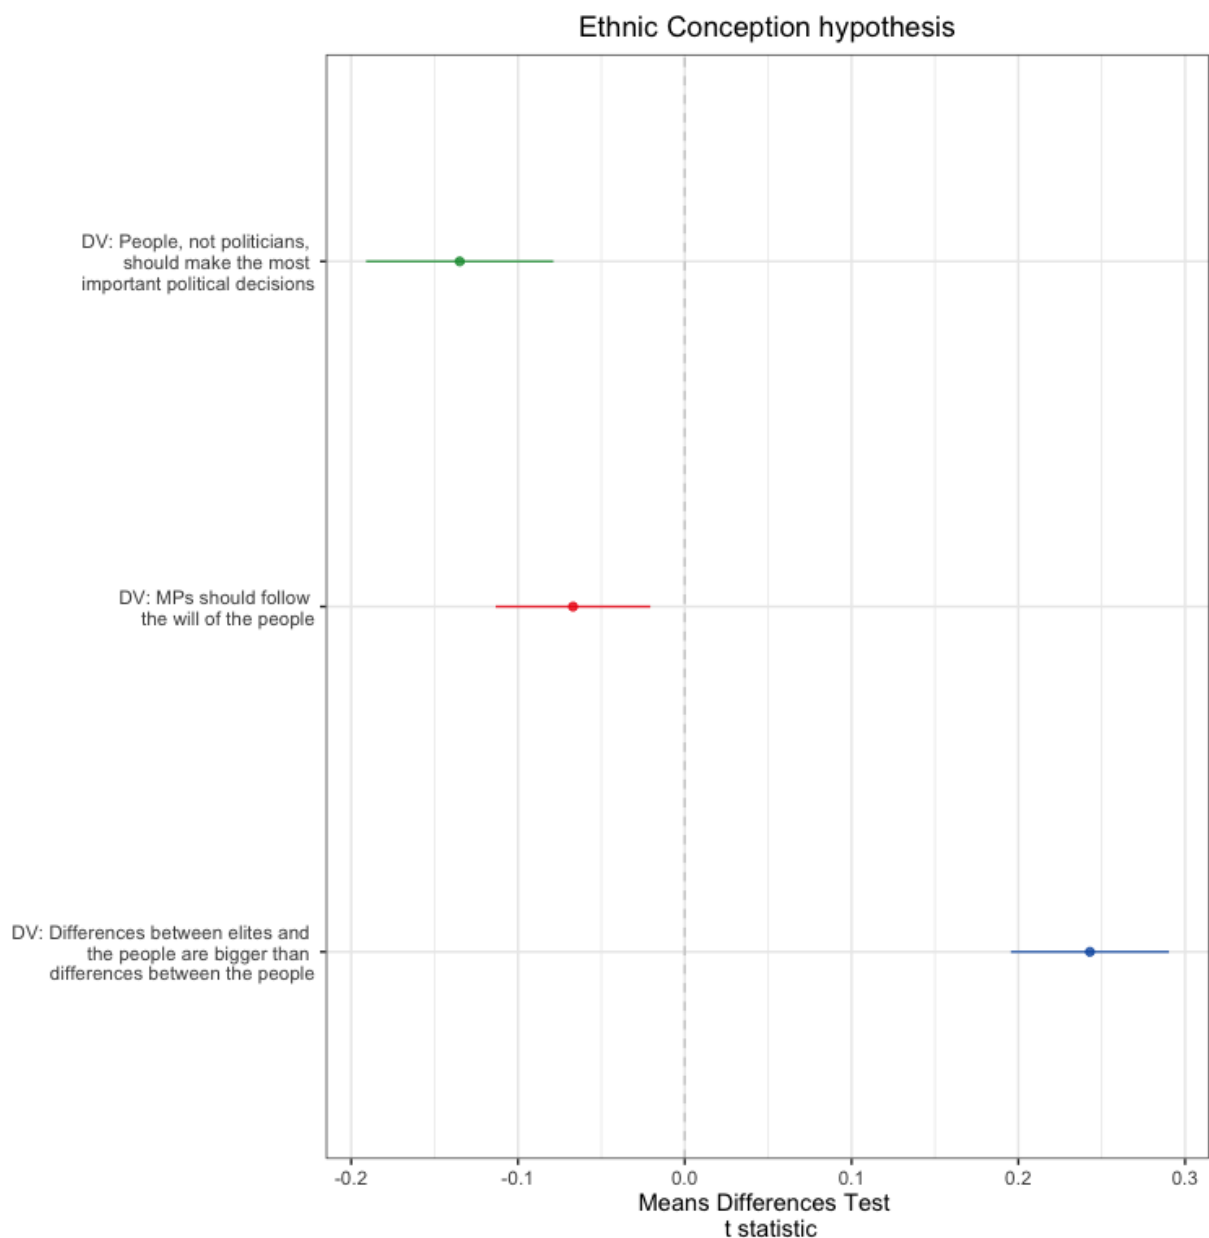 Ethnic Conception hypothesis
DV: People, not politicians,
should make the most
important political decisions
DV: MPs should follow
the will of the people
DV: Differences between elites and
the people are bigger than
differences between the people
-0.2 -0.1 0.0 0.1 0.2 0.3
Means Differences Test
t statistic